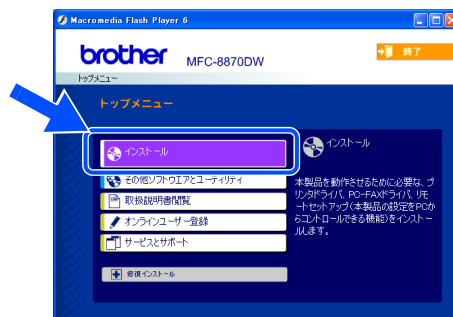 Macromedia Flash Player 6
brother MFC-8870DW
終了
トップメニュー
トップメニュー
インストール
その他ソフトウエアとユーティリティ
取扱説明書閲覧
オンラインユーザー登録
サービスとサポート
修復インストール
インストール
本製品を動作させるために必要な、プ
リンタドライバ、PC-FAXドライバ、リモ
ートセットアップ(本製品の設定をPCか
らコントロールできる機能)をインストー
ルします。